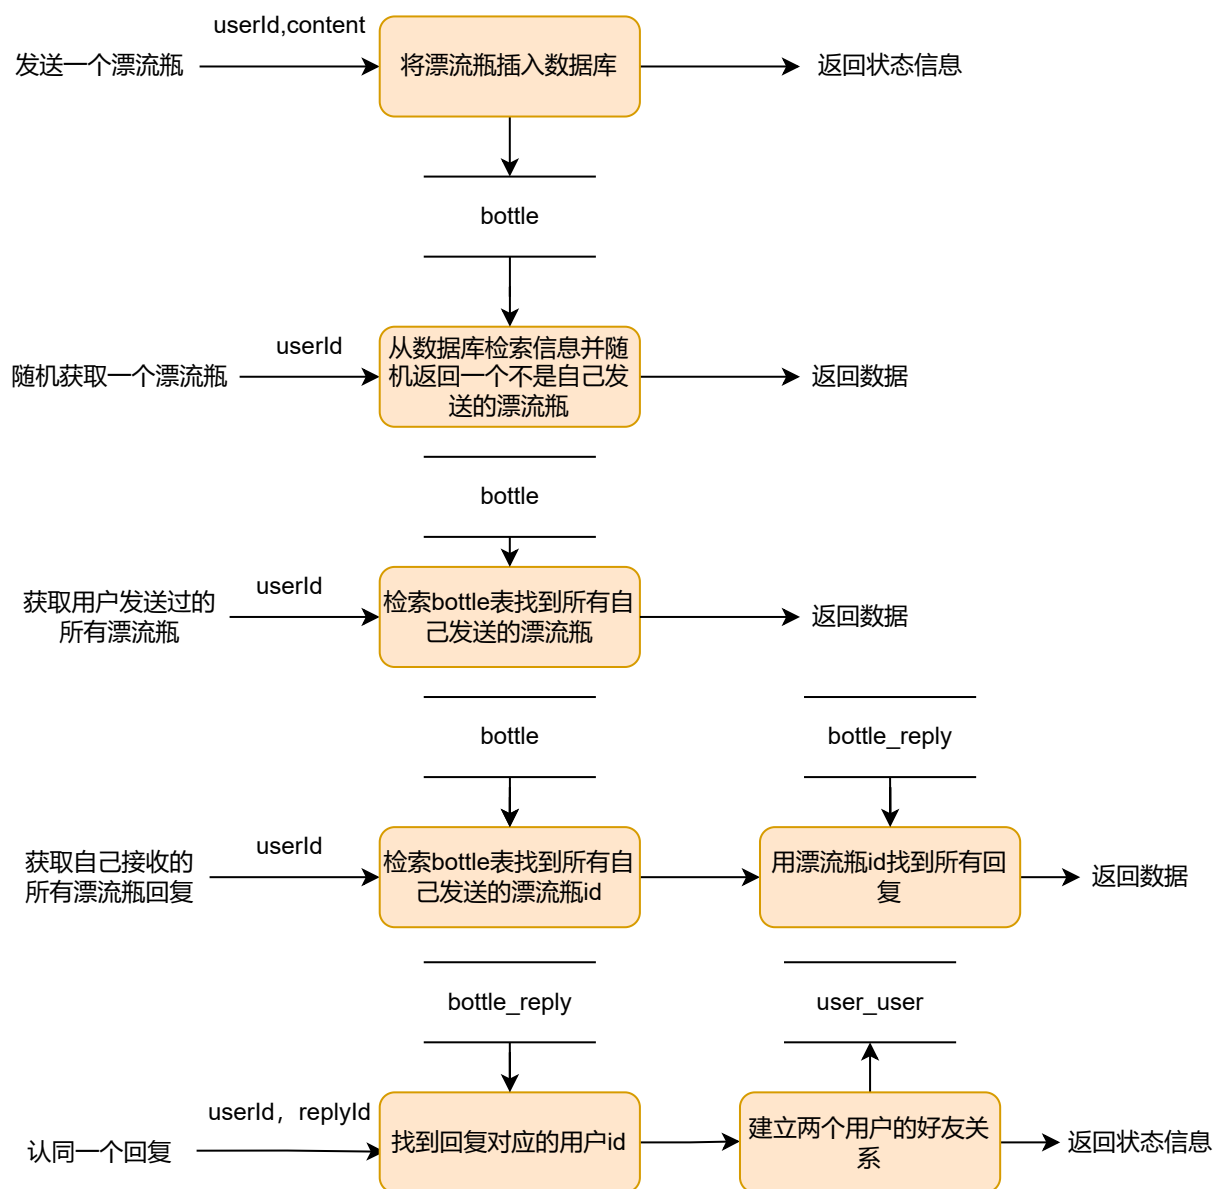 userId,content
发送一个漂流瓶
将漂流瓶插入数据库
返回状态信息
bottle
userId
随机获取一个漂流瓶
从数据库检索信息并随
机返回一个不是自己发
送的漂流瓶
返回数据
bottle
userId
获取用户发送过的
所有漂流瓶
检索bottle表找到所有自
己发送的漂流瓶
返回数据
bottle
bottle_reply
userId
获取自己接收的
所有漂流瓶回复
检索bottle表找到所有自
己发送的漂流瓶id
用漂流瓶id找到所有回
复
返回数据
bottle_reply
user_user
userId，replyId
认同一个回复
找到回复对应的用户id
建立两个用户的好友关
系
返回状态信息